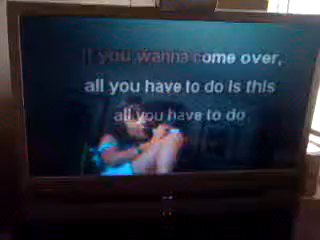 If you wanna come over,
all you have to do is this
all you have to do